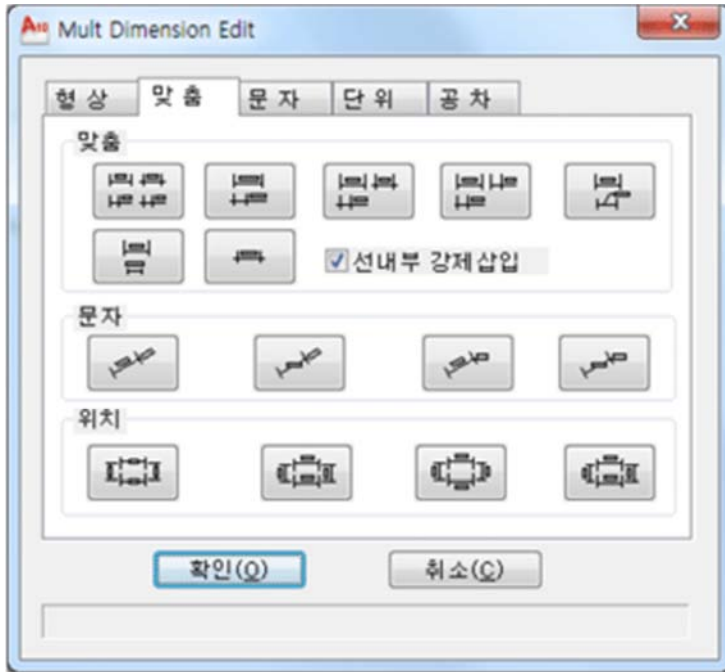 A10 Mult Dimension Edit
형 상 맞 춤 문 자 단 위 공 차
맞춤
선내부 강제삽입
문자
위치
확인(O) 취소(C)